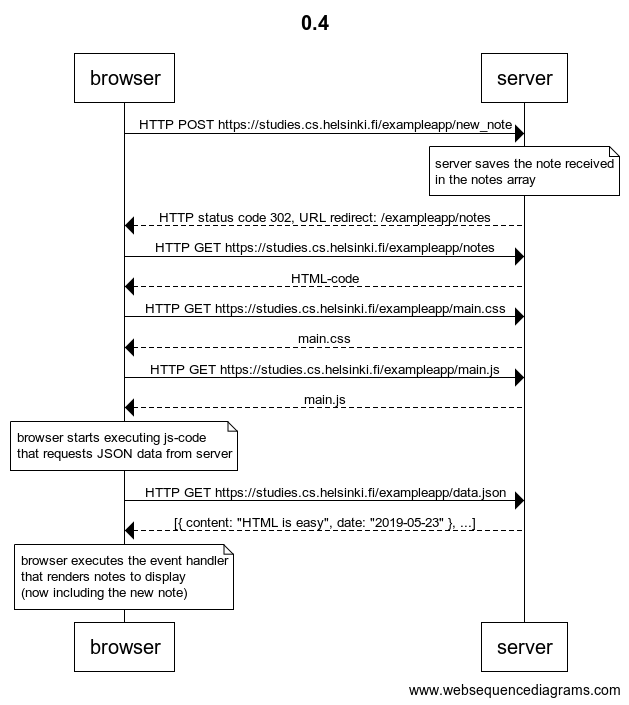 0.4
browser
server
HTTP POST https://studies.cs.helsinki.fi/exampleapp/new_note
server saves the note received
in the notes array
HTTP status code 302, URL redirect: /exampleapp/notes
HTTP GET https://studies.cs.helsinki.fi/exampleapp/notes
HTML-code
HTTP GET https://studies.cs.helsinki.fi/exampleapp/main.css
main.css
HTTP GET https://studies.cs.helsinki.fi/exampleapp/main.js
main.js
browser starts executing js-code
that requests JSON data from server
HTTP GET https://studies.cs.helsinki.fi/exampleapp/data.json
[{ content: "HTML is easy", date: "2019-05-23" }, ...]
browser executes the event handler
that renders notes to display
(now including the new note)
browser
server
www.websequencediagrams.com